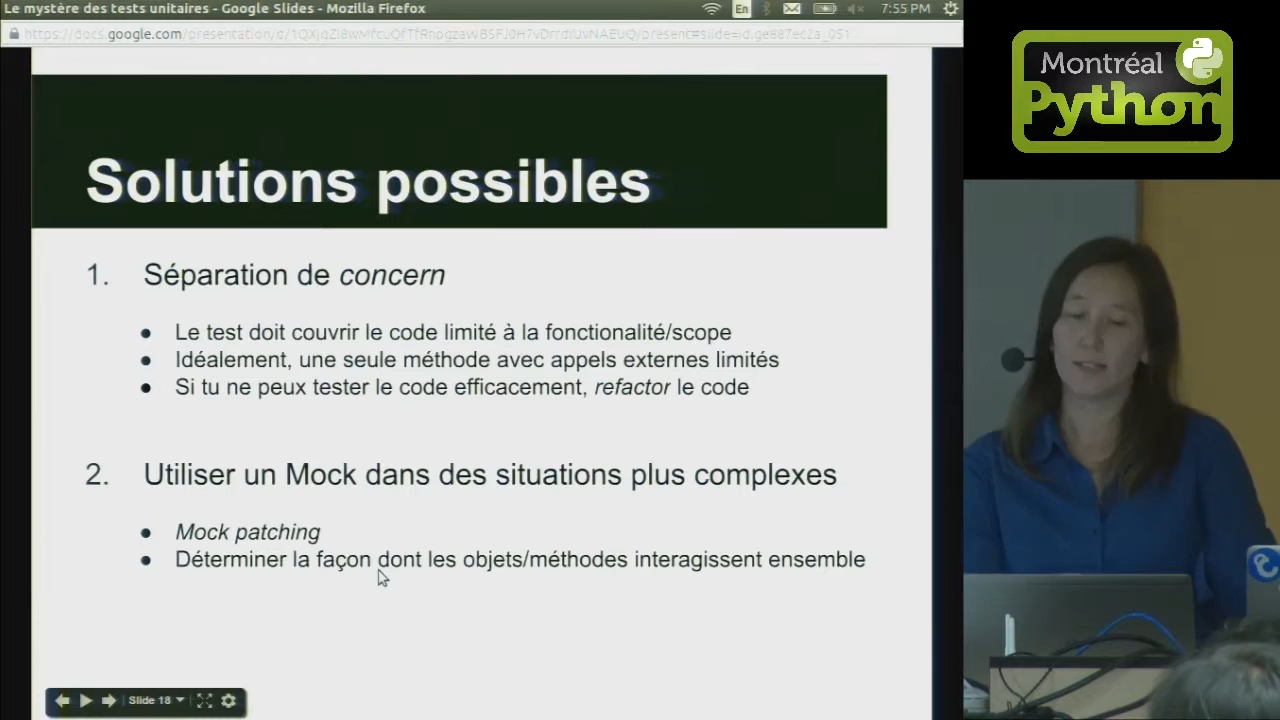 Le mystère des tests unitaires - Google Slides - Mozilla Firefox
En
7:55 PM
Montréal
Python
Solutions possibles
1. Séparation de concern
● Le test doit couvrir le code limité à la fonctionalité/scope
● Idéalement, une seule méthode avec appels externes limités
● Si tu ne peux tester le code efficacement, refactor le code
2. Utiliser un Mock dans des situations plus complexes
● Mock patching
● Déterminer la façon dont les objets/méthodes interagissent ensemble
Slide 18